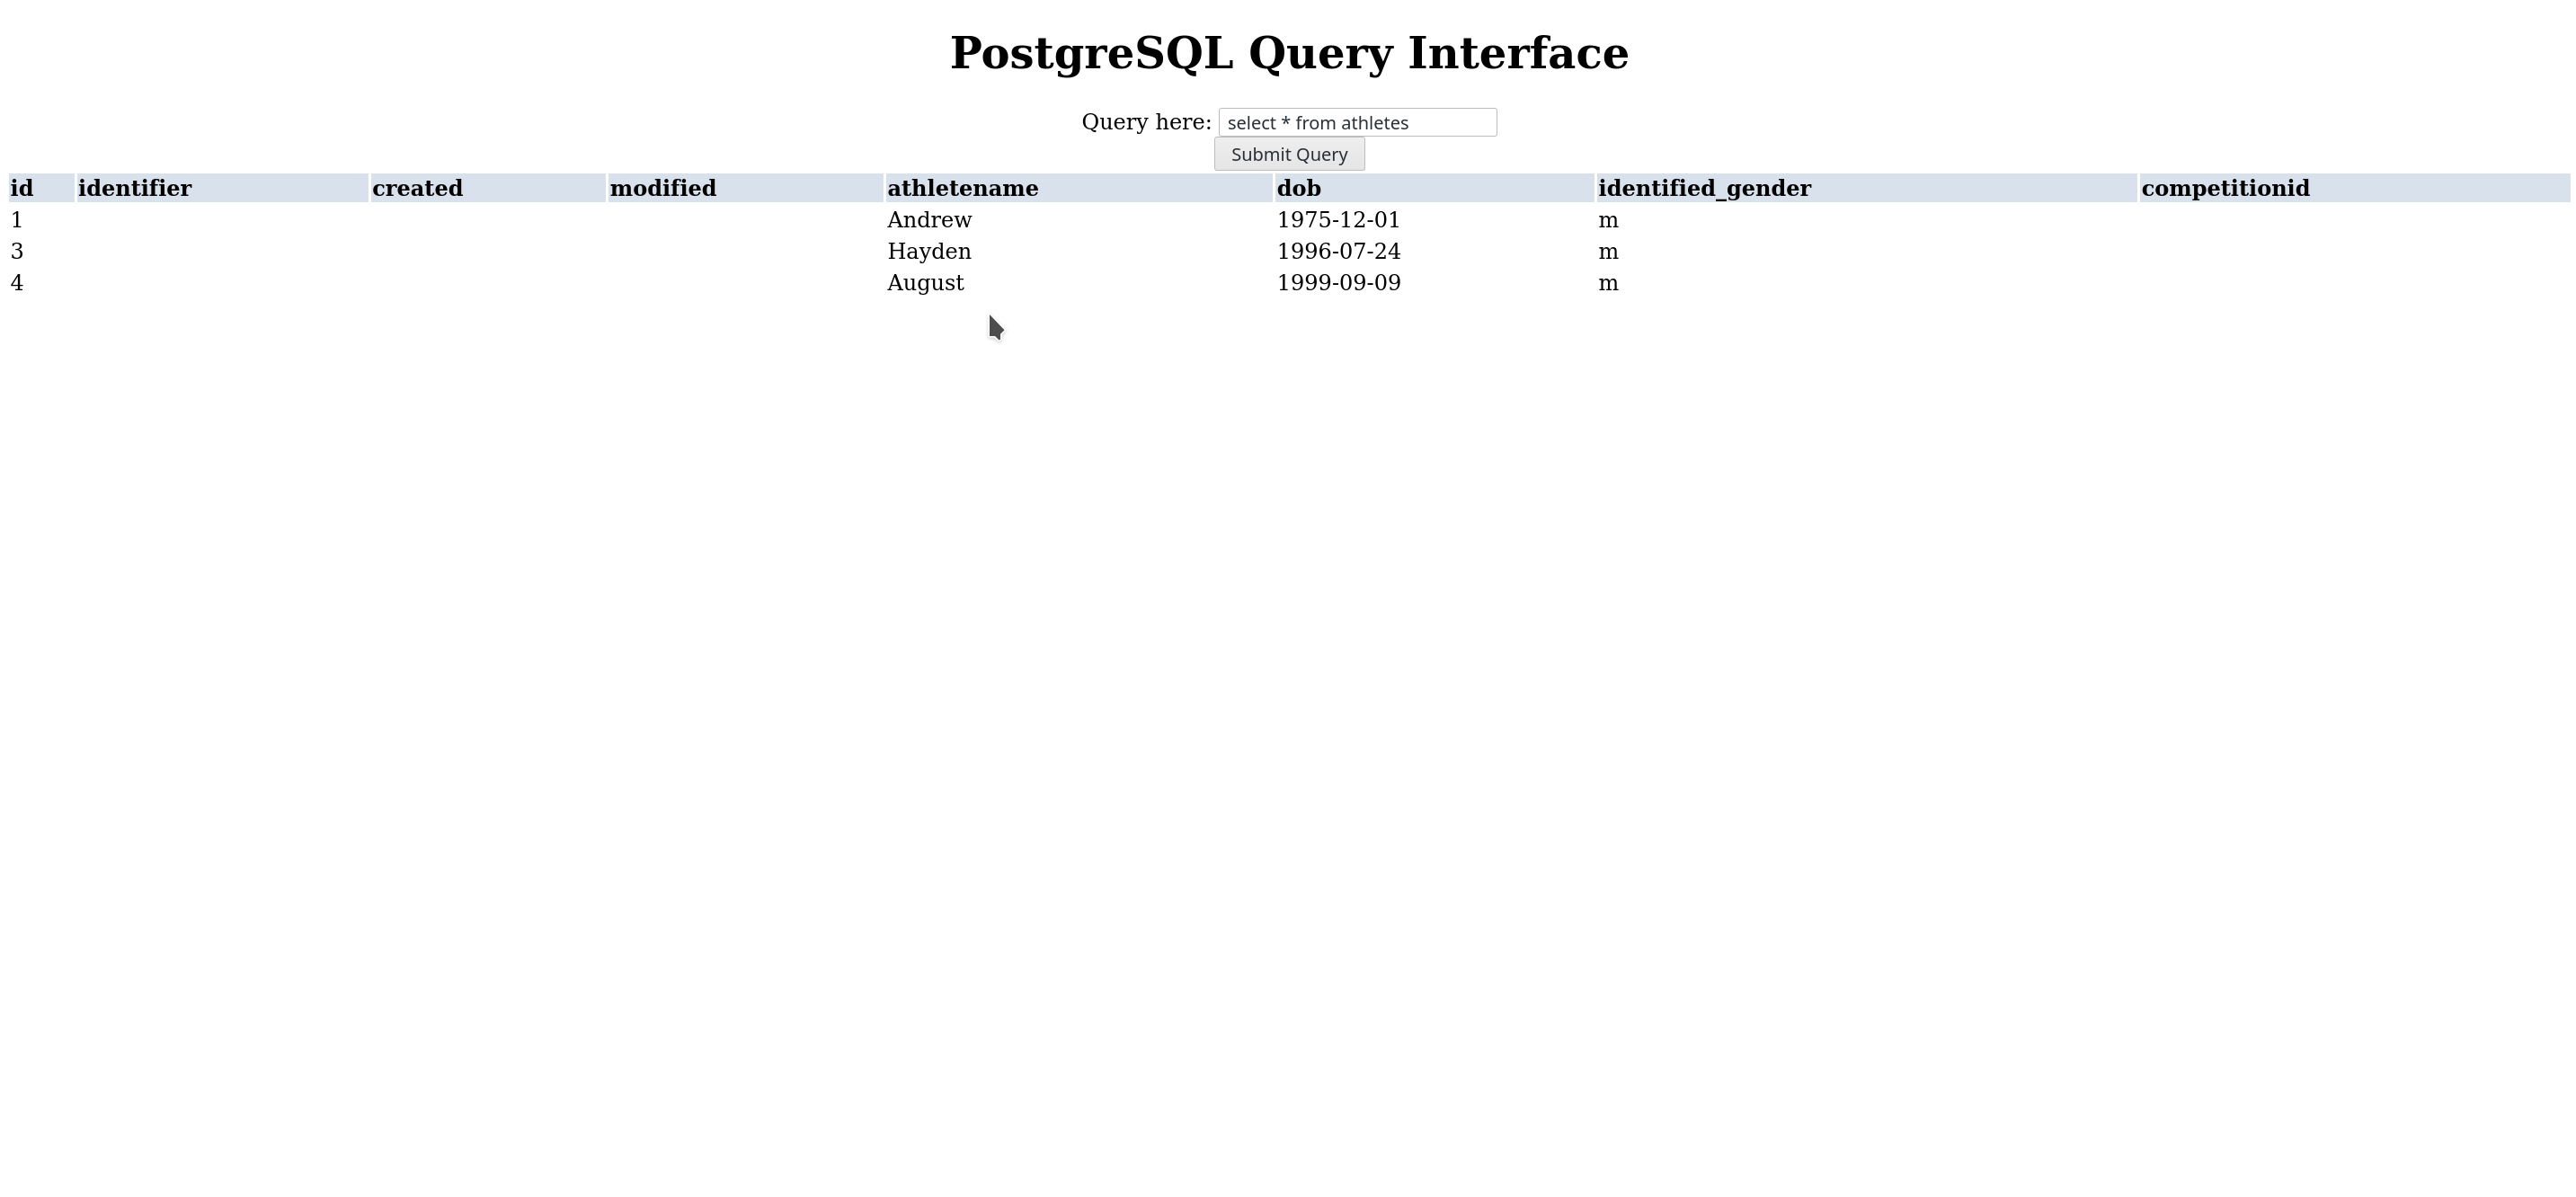 PostgreSQL Query Interface
Query here: select * from athletes
Submit Query
id identifier created modified athletename dob identified_gender competitionid
1 Andrew 1975-12-01 m
3 Hayden 1996-07-24 m
4 August 1999-09-09 m